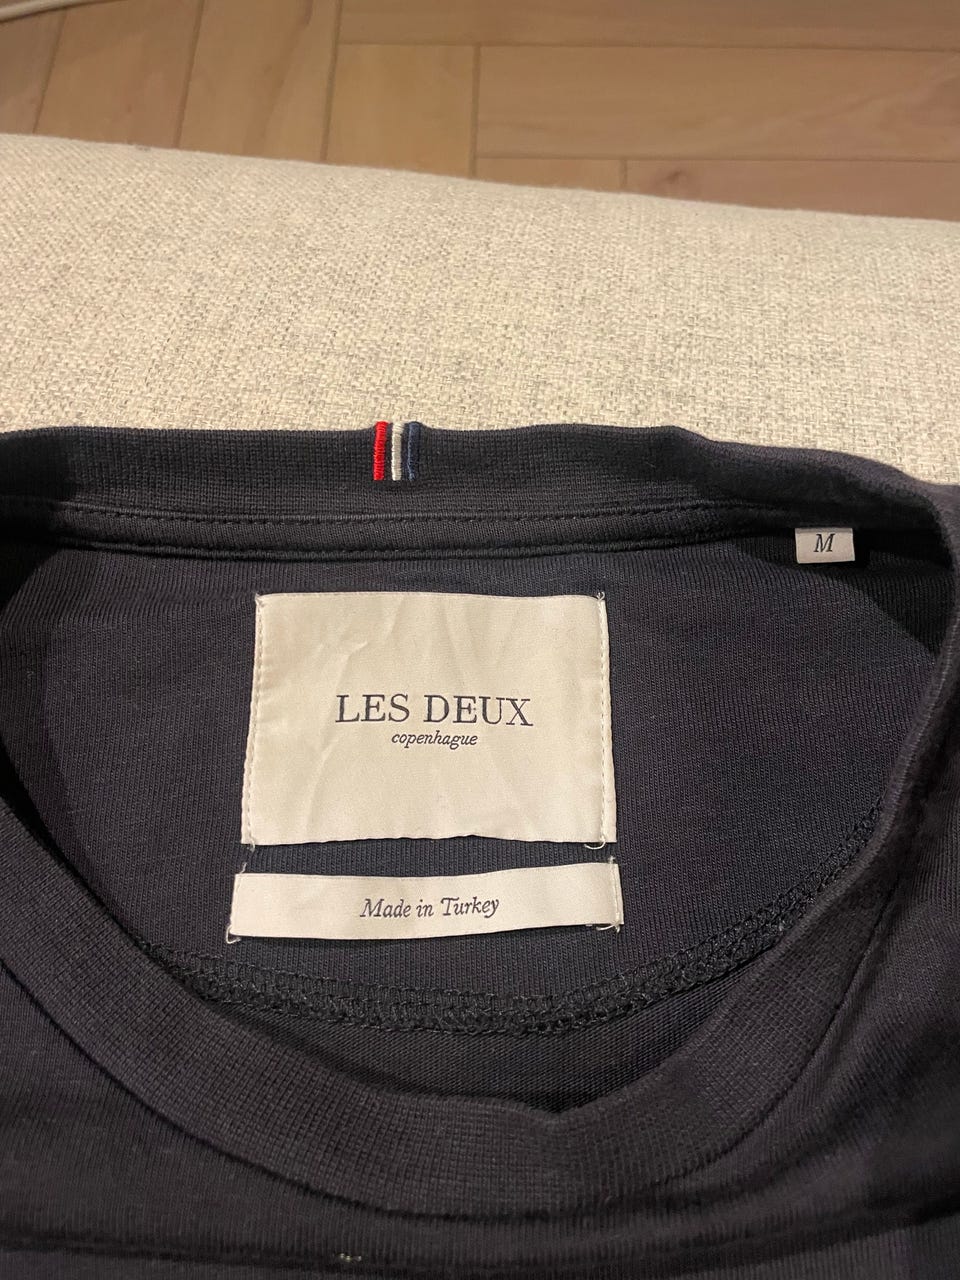 M
LES DEUX
copenhague
Made in Turkey